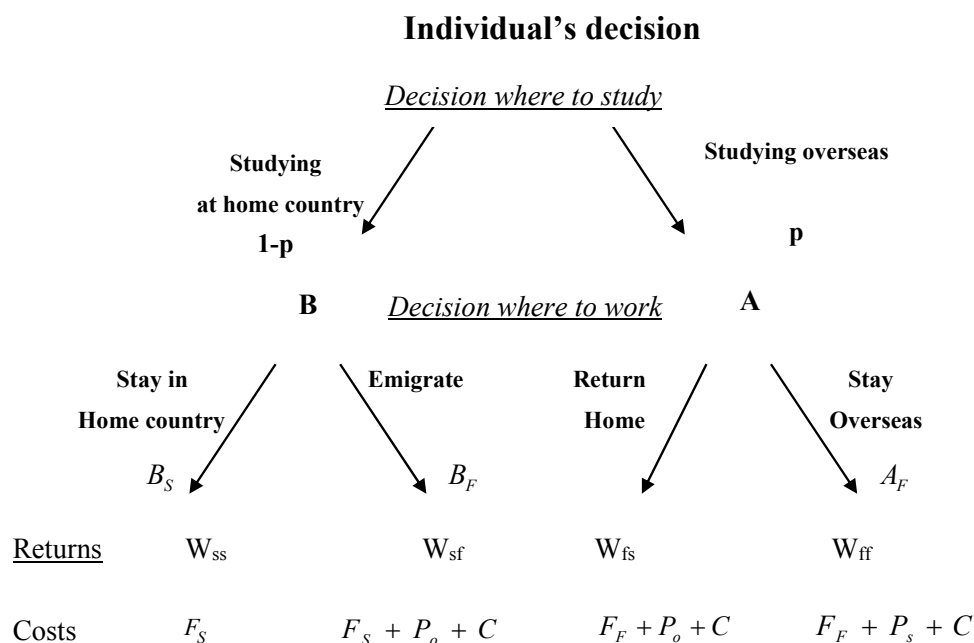 Individual's decision
Decision where to study
Studying
at home country
1-p
Studying overseas
p
B
Decision where to work
A
Stay in
Home country
Emigrate
Return
Home
Stay
Overseas
B_S
B_F
A_F
Returns W_ss W_sf W_fs W_ff
Costs F_S F_S + P_o + C F_F + P_o + C F_F + P_s + C